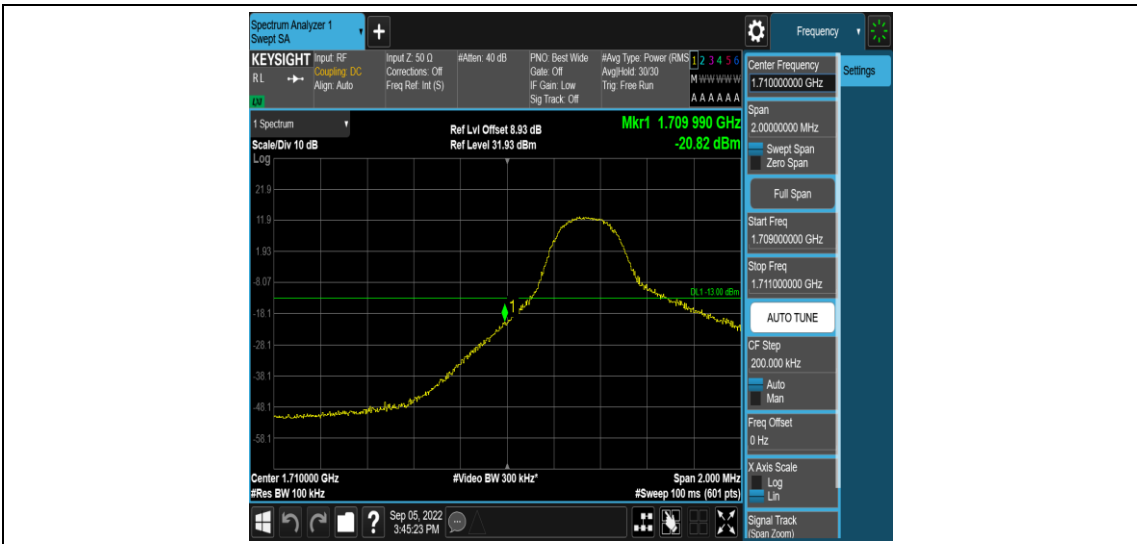 Spectrum Analyzer 1
Swept SA
+
Frequency
KEYSIGHT
RL
LXI
Input: RF
Coupling: DC
Align: Auto
Input Z: 50 Ω
Corrections: Off
Freq Ref: Int (S)
#Atten: 40 dB
PNO: Best Wide
Gate: Off
IF Gain: Low
Sig Track: Off
#Avg Type: Power (RMS
Avg|Hold: 30/30
Trig: Free Run
1 2 3 4 5 6
M W W W W W
A A A A A A
1 Spectrum
Scale/Div 10 dB
Log
Ref Lvl Offset 8.93 dB
Ref Level 31.93 dBm
Mkr1 1.709 990 GHz
-20.82 dBm
21.9
11.9
1.93
-8.07
-18.1
-28.1
-38.1
-48.1
-58.1
DL1 -13.00 dBm
1
Center 1.710000 GHz
#Res BW 100 kHz
#Video BW 300 kHz*
Span 2.000 MHz
#Sweep 100 ms (601 pts)
?
Sep 05, 2022
3:45:23 PM
Center Frequency
1.710000000 GHz
Settings
Span
2.00000000 MHz
Swept Span
Zero Span
Full Span
Start Freq
1.709000000 GHz
Stop Freq
1.711000000 GHz
AUTO TUNE
CF Step
200.000 kHz
Auto
Man
Freq Offset
0 Hz
X Axis Scale
Log
Lin
Signal Track
(Span Zoom)